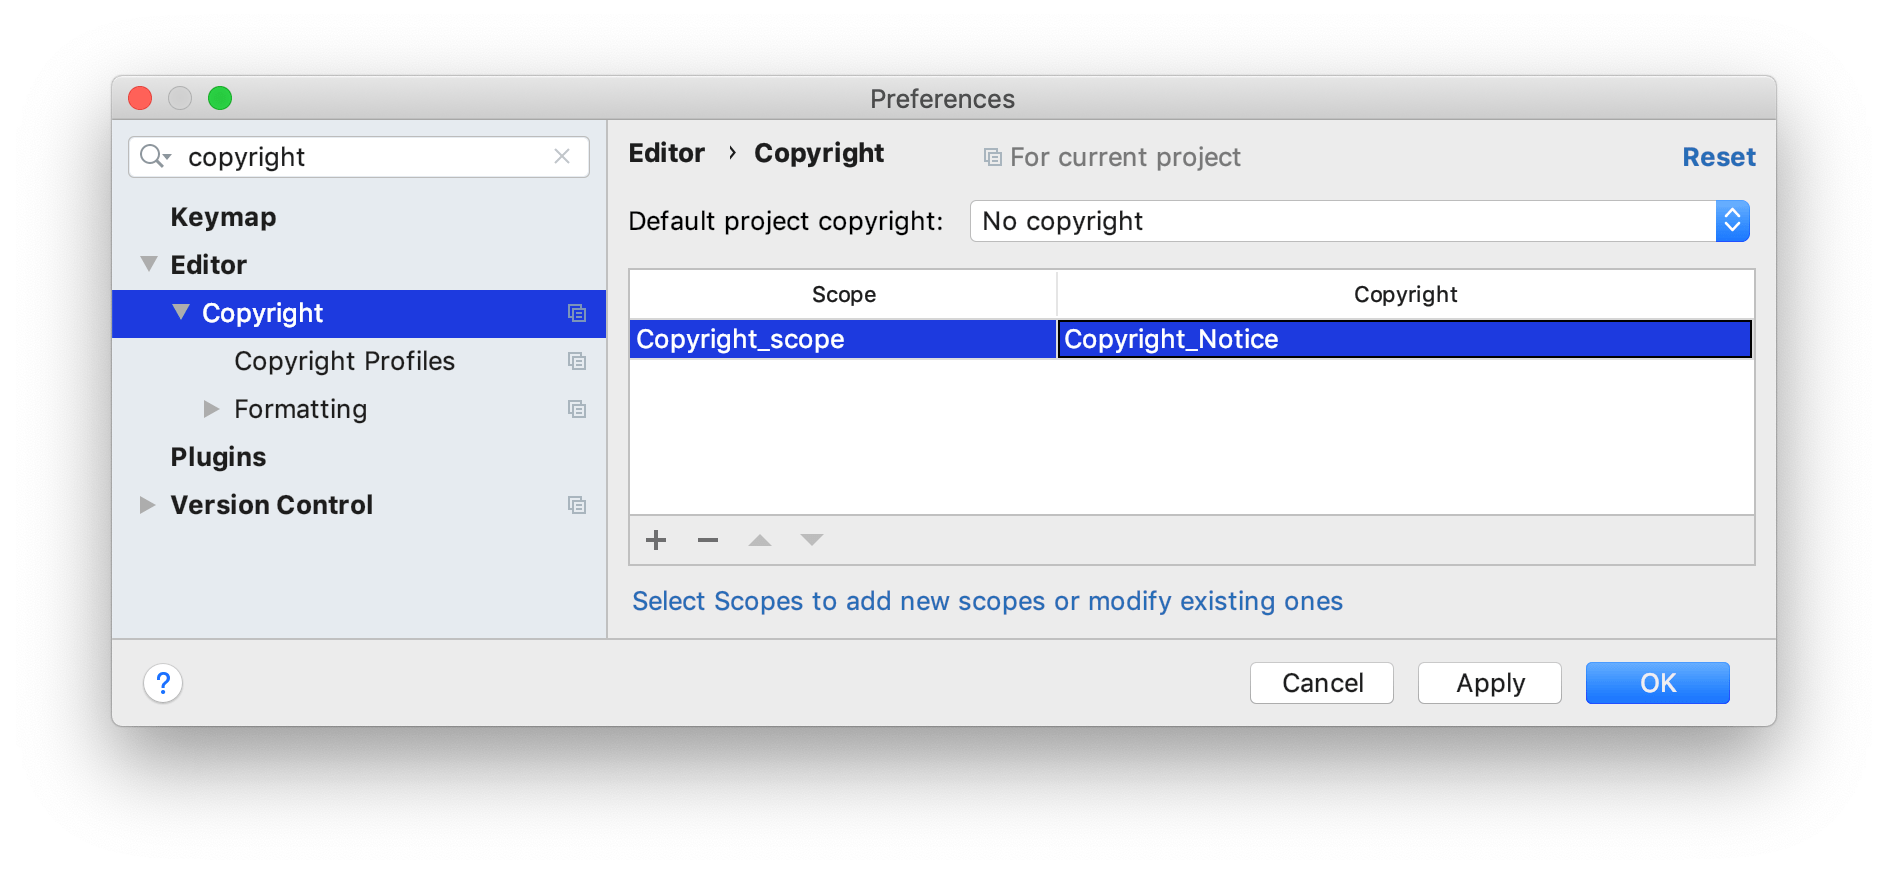 Preferences
copyright
Keymap
Editor
Copyright
Copyright Profiles
Formatting
Plugins
Version Control
Editor › Copyright
For current project
Reset
Default project copyright: No copyright
Scope Copyright
Copyright_scope Copyright_Notice
Select Scopes to add new scopes or modify existing ones
? Cancel Apply OK